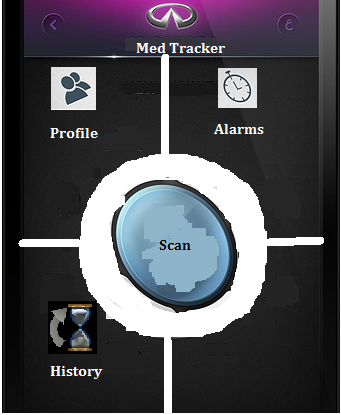 ع
Med Tracker
Profile
Alarms
Scan
History